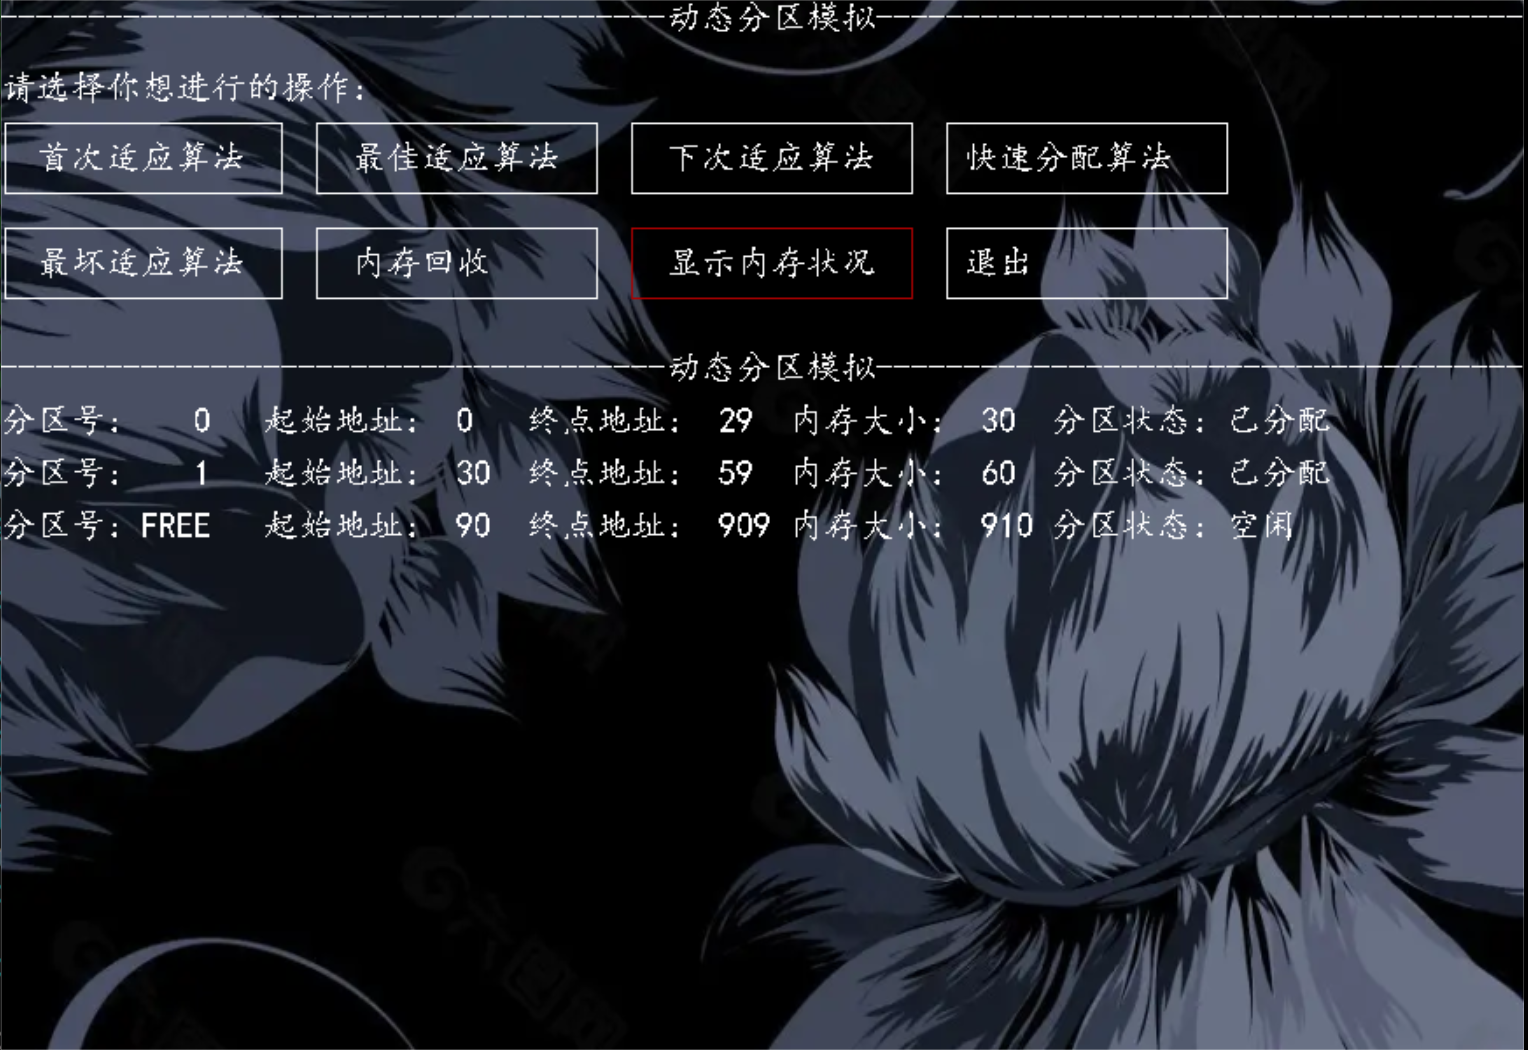 动态分区模拟
请选择你想进行的操作:
首次适应算法 最佳适应算法 下次适应算法 快速分配算法
最坏适应算法 内存回收 显示内存状况 退出
动态分区模拟
分区号: 0 起始地址: 0 终点地址: 29 内存大小: 30 分区状态: 已分配
分区号: 1 起始地址: 30 终点地址: 59 内存大小: 60 分区状态: 已分配
分区号: FREE 起始地址: 90 终点地址: 909 内存大小: 910 分区状态: 空闲